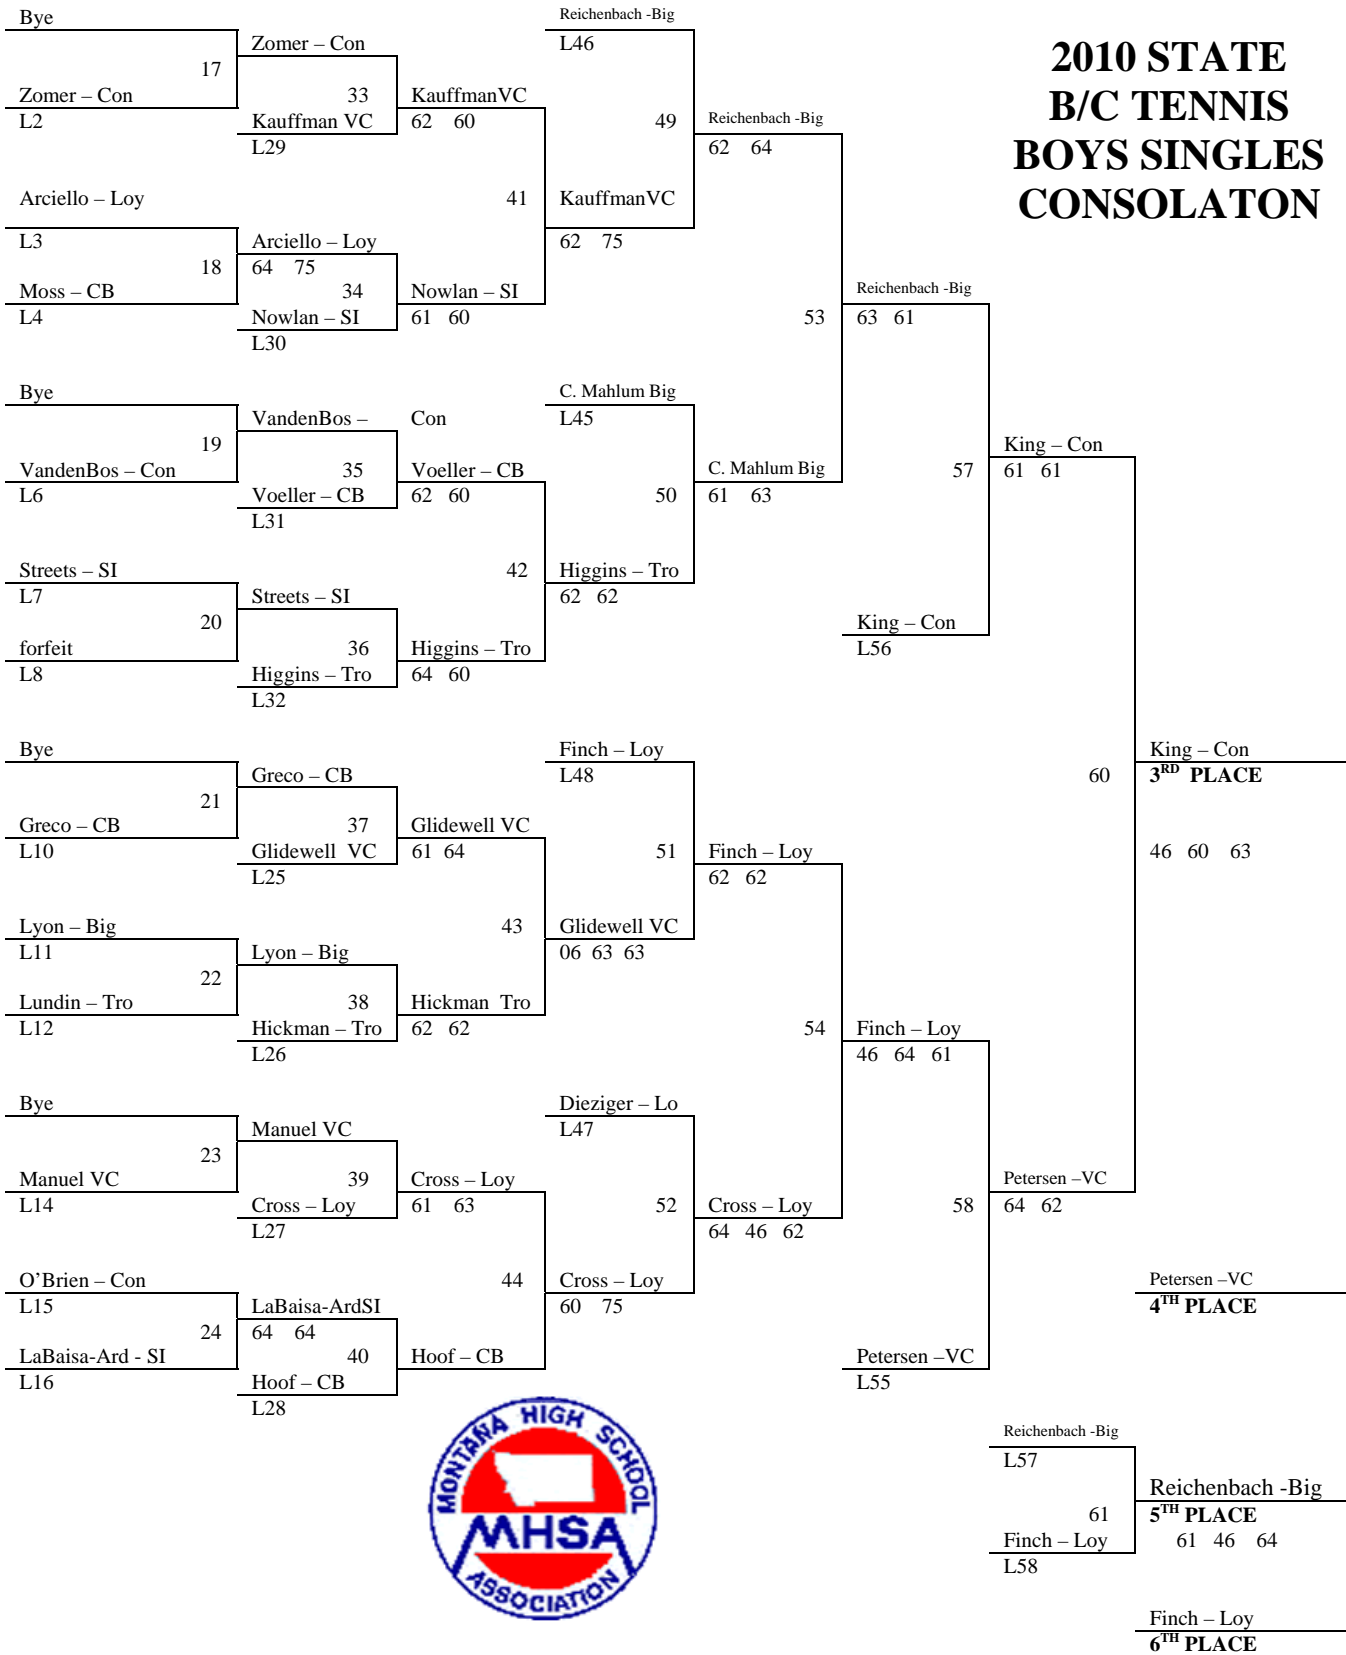 Bye
Reichenbach -Big
Zomer – Con
L46
2010 STATE
B/C TENNIS
BOYS SINGLES
CONSOLATON
17
Zomer – Con
33
KauffmanVC
L2
Kauffman VC
62 60
49
Reichenbach -Big
L29
62 64
Arciello – Loy
41
KauffmanVC
L3
Arciello – Loy
62 75
18
64 75
Moss – CB
34
Nowlan – SI
Reichenbach -Big
L4
Nowlan – SI
61 60
53
63 61
L30
Bye
C. Mahlum Big
VandenBos –
Con
L45
19
King – Con
VandenBos – Con
35
Voeller – CB
C. Mahlum Big
57
61 61
L6
Voeller – CB
62 60
50
61 63
L31
Streets – SI
42
Higgins – Tro
L7
Streets – SI
62 62
20
King – Con
forfeit
36
Higgins – Tro
L56
L8
Higgins – Tro
64 60
L32
Bye
Finch – Loy
King – Con
Greco – CB
L48
60
3RD PLACE
21
Greco – CB
37
Glidewell VC
L10
Glidewell VC
61 64
51
Finch – Loy
46 60 63
L25
62 62
Lyon – Big
43
Glidewell VC
L11
Lyon – Big
06 63 63
22
Lundin – Tro
38
Hickman Tro
L12
Hickman – Tro
62 62
54
Finch – Loy
L26
46 64 61
Bye
Dieziger – Lo
Manuel VC
L47
23
Manuel VC
39
Cross – Loy
Petersen –VC
L14
Cross – Loy
61 63
52
Cross – Loy
58
64 62
L27
64 46 62
O'Brien – Con
44
Cross – Loy
Petersen –VC
L15
LaBaisa-ArdSI
60 75
4TH PLACE
24
64 64
LaBaisa-Ard - SI
40
Hoof – CB
Petersen –VC
L16
Hoof – CB
L55
L28
MONTANA HIGH SCHOOL
MHSA
ASSOCIATION
Reichenbach -Big
L57
Reichenbach -Big
61
5TH PLACE
Finch – Loy
61 46 64
L58
Finch – Loy
6TH PLACE